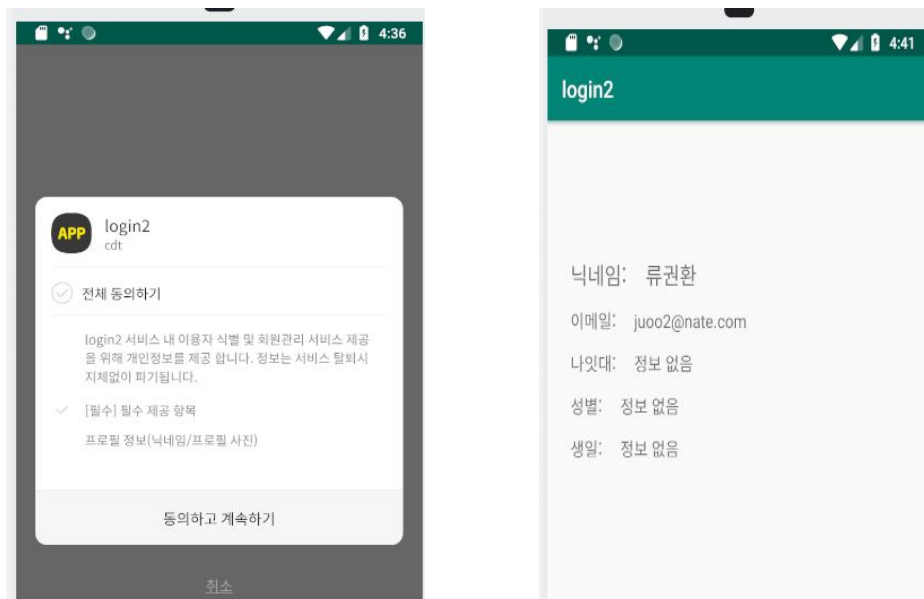 4:36
APP
login2
cdt
전체 동의하기
login2 서비스 내 이용자 식별 및 회원관리 서비스 제공
을 위해 개인정보를 제공 합니다. 정보는 서비스 탈퇴시
지체없이 파기됩니다.
[필수] 필수 제공 항목
프로필 정보(닉네임/프로필 사진)
동의하고 계속하기
취소
4:41
login2
닉네임: 류권환
이메일: juoo2@nate.com
나잇대: 정보 없음
성별: 정보 없음
생일: 정보 없음